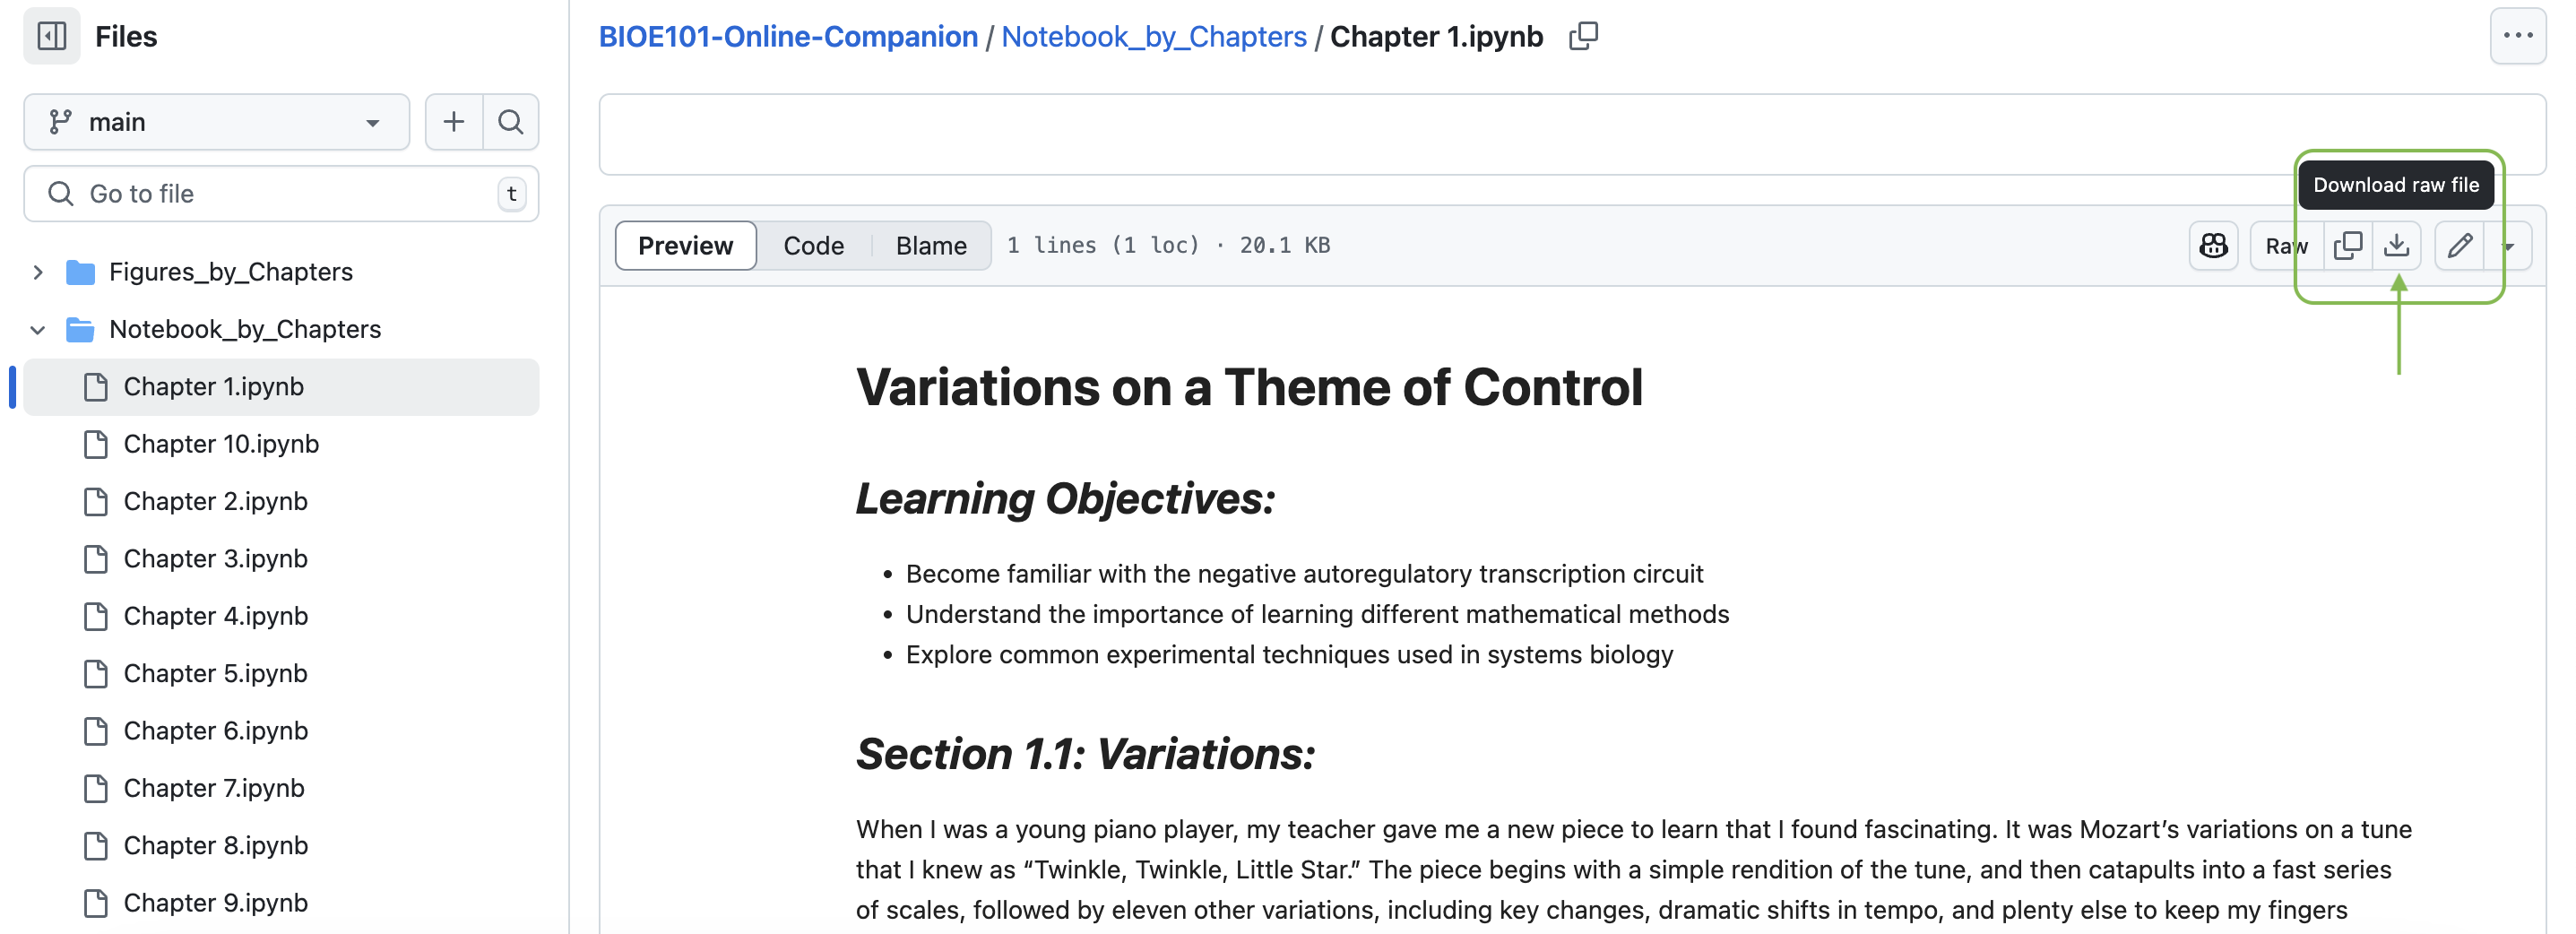 Files
BIOE101-Online-Companion / Notebook_by_Chapters / Chapter 1.ipynb
main
Go to file
t
Figures_by_Chapters
Notebook_by_Chapters
Chapter 1.ipynb
Chapter 10.ipynb
Chapter 2.ipynb
Chapter 3.ipynb
Chapter 4.ipynb
Chapter 5.ipynb
Chapter 6.ipynb
Chapter 7.ipynb
Chapter 8.ipynb
Chapter 9.ipynb
Download raw file
Preview Code Blame 1 lines (1 loc) · 20.1 KB Raw
Variations on a Theme of Control
Learning Objectives:
• Become familiar with the negative autoregulatory transcription circuit
• Understand the importance of learning different mathematical methods
• Explore common experimental techniques used in systems biology
Section 1.1: Variations:
When I was a young piano player, my teacher gave me a new piece to learn that I found fascinating. It was Mozart’s variations on a tune
that I knew as “Twinkle, Twinkle, Little Star.” The piece begins with a simple rendition of the tune, and then catapults into a fast series
of scales, followed by eleven other variations, including key changes, dramatic shifts in tempo, and plenty else to keep my fingers